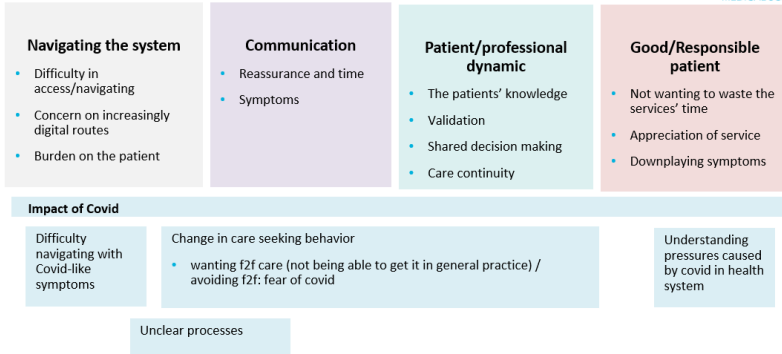 Navigating the system
• Difficulty in
access/navigating
• Concern on increasingly
digital routes
• Burden on the patient
Communication
• Reassurance and time
• Symptoms
Patient/professional
dynamic
• The patients’ knowledge
• Validation
• Shared decision making
• Care continuity
Good/Responsible
patient
• Not wanting to waste the
services’ time
• Appreciation of service
• Downplaying symptoms
Impact of Covid
Difficulty
navigating with
Covid-like
symptoms
Change in care seeking behavior
• wanting f2f care (not being able to get it in general practice) /
avoiding f2f: fear of covid
Understanding
pressures caused
by covid in health
system
Unclear processes